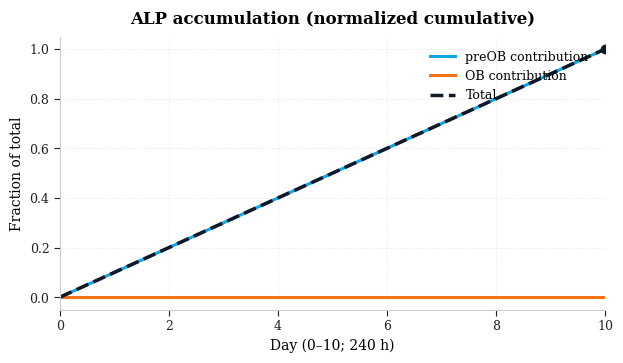 ALP accumulation (normalized cumulative)
Fraction of total
1.0
0.8
0.6
0.4
0.2
0.0
preOB contribution
OB contribution
Total
0 2 4 6 8 10
Day (0–10; 240 h)